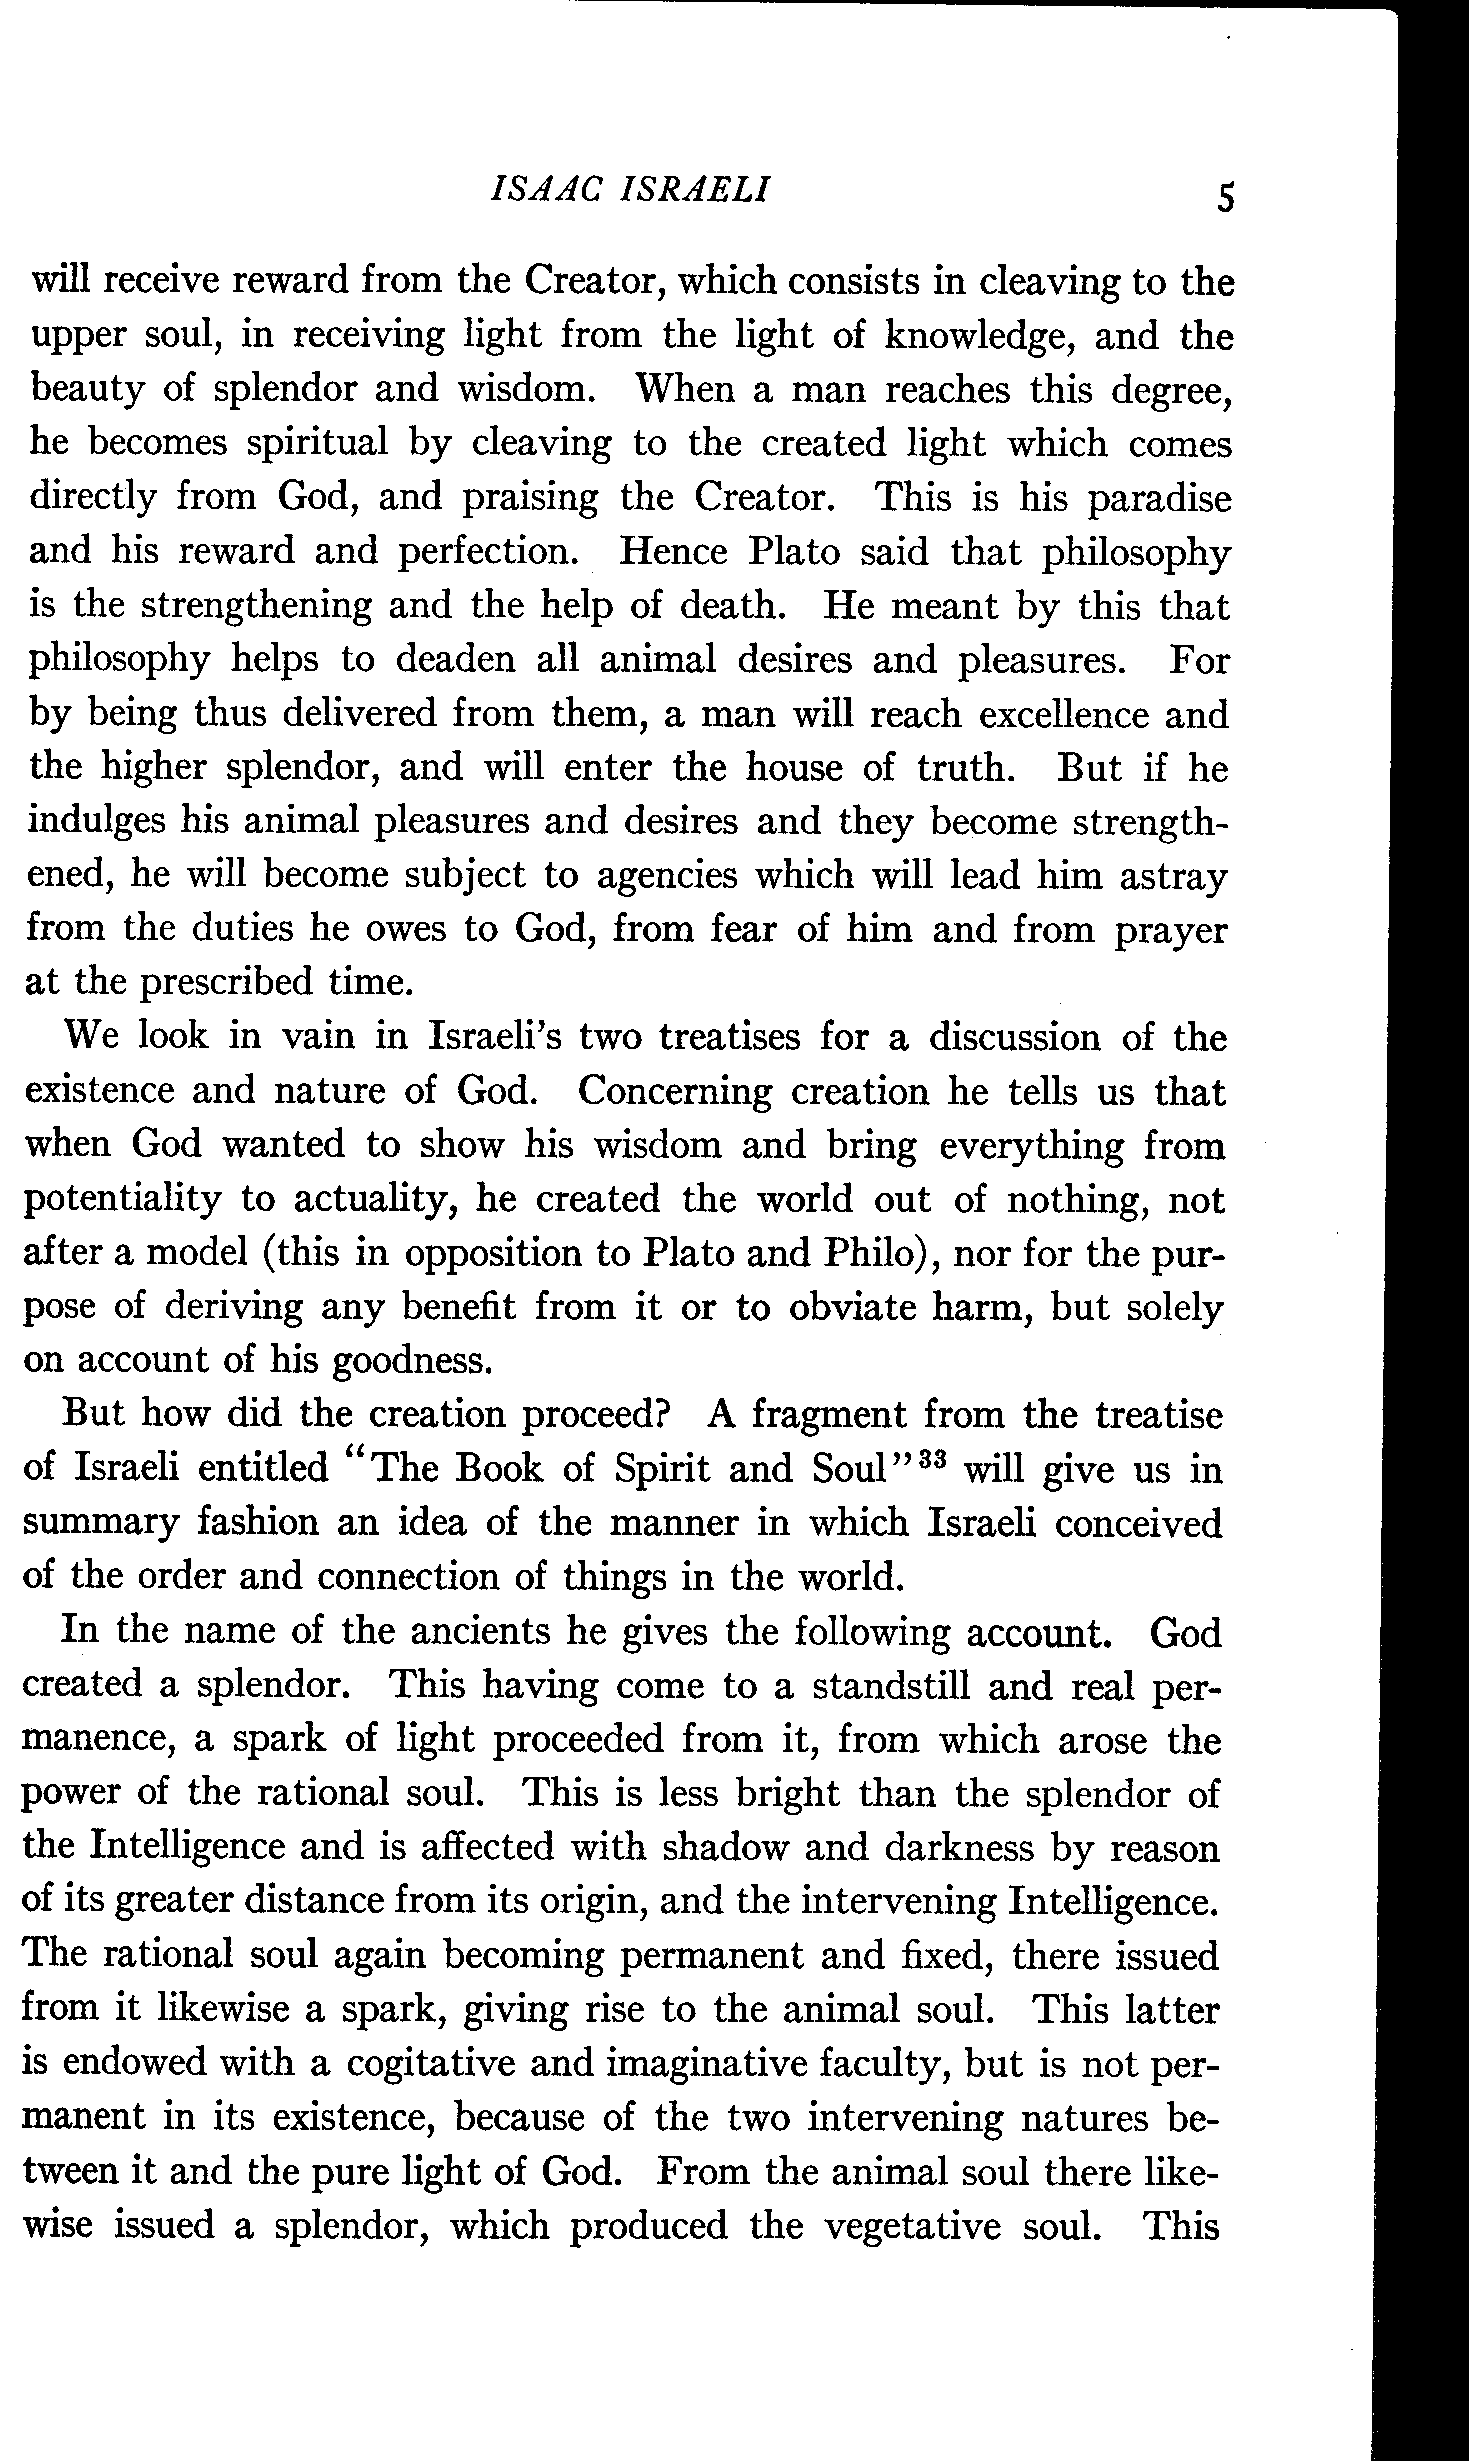 ISAAC ISRAELI 5
will receive reward from the Creator, which consists in cleaving to the
upper soul, in receiving light from the light of knowledge, and the
beauty of splendor and wisdom. When a man reaches this degree,
he becomes spiritual by cleaving to the created light which comes
directly from God, and praising the Creator. This is his paradise
and his reward and perfection. Hence Plato said that philosophy
is the strengthening and the help of death. He meant by this that
philosophy helps to deaden all animal desires and pleasures. For
by being thus delivered from them, a man will reach excellence and
the higher splendor, and will enter the house of truth. But if he
indulges his animal pleasures and desires and they become strength-
ened, he will become subject to agencies which will lead him astray
from the duties he owes to God, from fear of him and from prayer
at the prescribed time.
We look in vain in Israeli's two treatises for a discussion of the
existence and nature of God. Concerning creation he tells us that
when God wanted to show his wisdom and bring everything from
potentiality to actuality, he created the world out of nothing, not
after a model (this in opposition to Plato and Philo), nor for the pur-
pose of deriving any benefit from it or to obviate harm, but solely
on account of his goodness.
But how did the creation proceed? A fragment from the treatise
of Israeli entitled "The Book of Spirit and Soul"³³ will give us in
summary fashion an idea of the manner in which Israeli conceived
of the order and connection of things in the world.
In the name of the ancients he gives the following account. God
created a splendor. This having come to a standstill and real per-
manence, a spark of light proceeded from it, from which arose the
power of the rational soul. This is less bright than the splendor of
the Intelligence and is affected with shadow and darkness by reason
of its greater distance from its origin, and the intervening Intelligence.
The rational soul again becoming permanent and fixed, there issued
from it likewise a spark, giving rise to the animal soul. This latter
is endowed with a cogitative and imaginative faculty, but is not per-
manent in its existence, because of the two intervening natures be-
tween it and the pure light of God. From the animal soul there like-
wise issued a splendor, which produced the vegetative soul. This